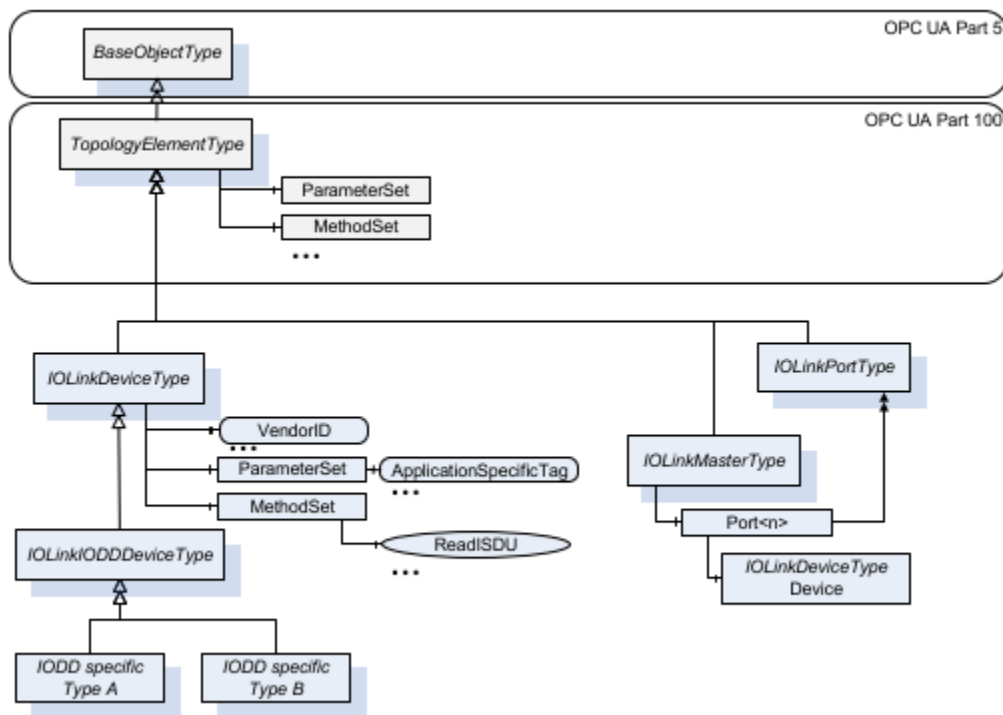 OPC UA Part 5
BaseObjectType
OPC UA Part 100
TopologyElementType
ParameterSet
MethodSet
...
IOLinkDeviceType
IOLinkPortType
VendorID
...
IOLinkMasterType
ParameterSet
ApplicationSpecificTag
...
MethodSet
Port<n>
ReadISDU
...
IOLinkIODDDeviceType
IOLinkDeviceType
Device
IODD specific
Type A
IODD specific
Type B